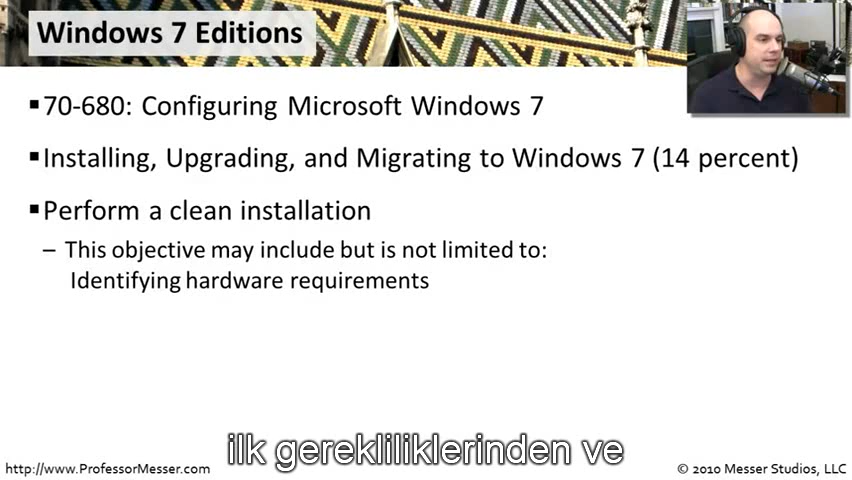 Windows 7 Editions
▪70-680: Configuring Microsoft Windows 7
▪Installing, Upgrading, and Migrating to Windows 7 (14 percent)
▪Perform a clean installation
– This objective may include but is not limited to:
Identifying hardware requirements
ilk gerekliliklerinden ve
http://www.ProfessorMesser.com
© 2010 Messer Studios, LLC